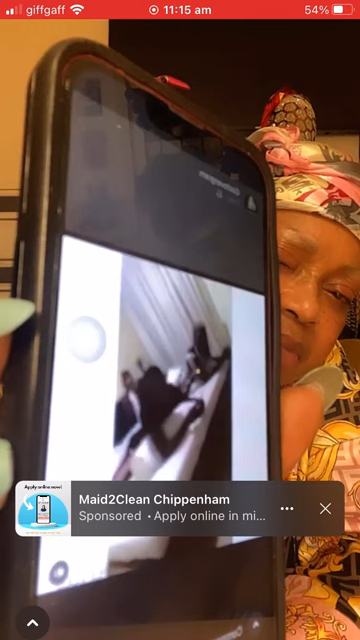 giffgaff
11:15 am
54%
Apply online now!
Maid2Clean Chippenham
Sponsored • Apply online in mi...